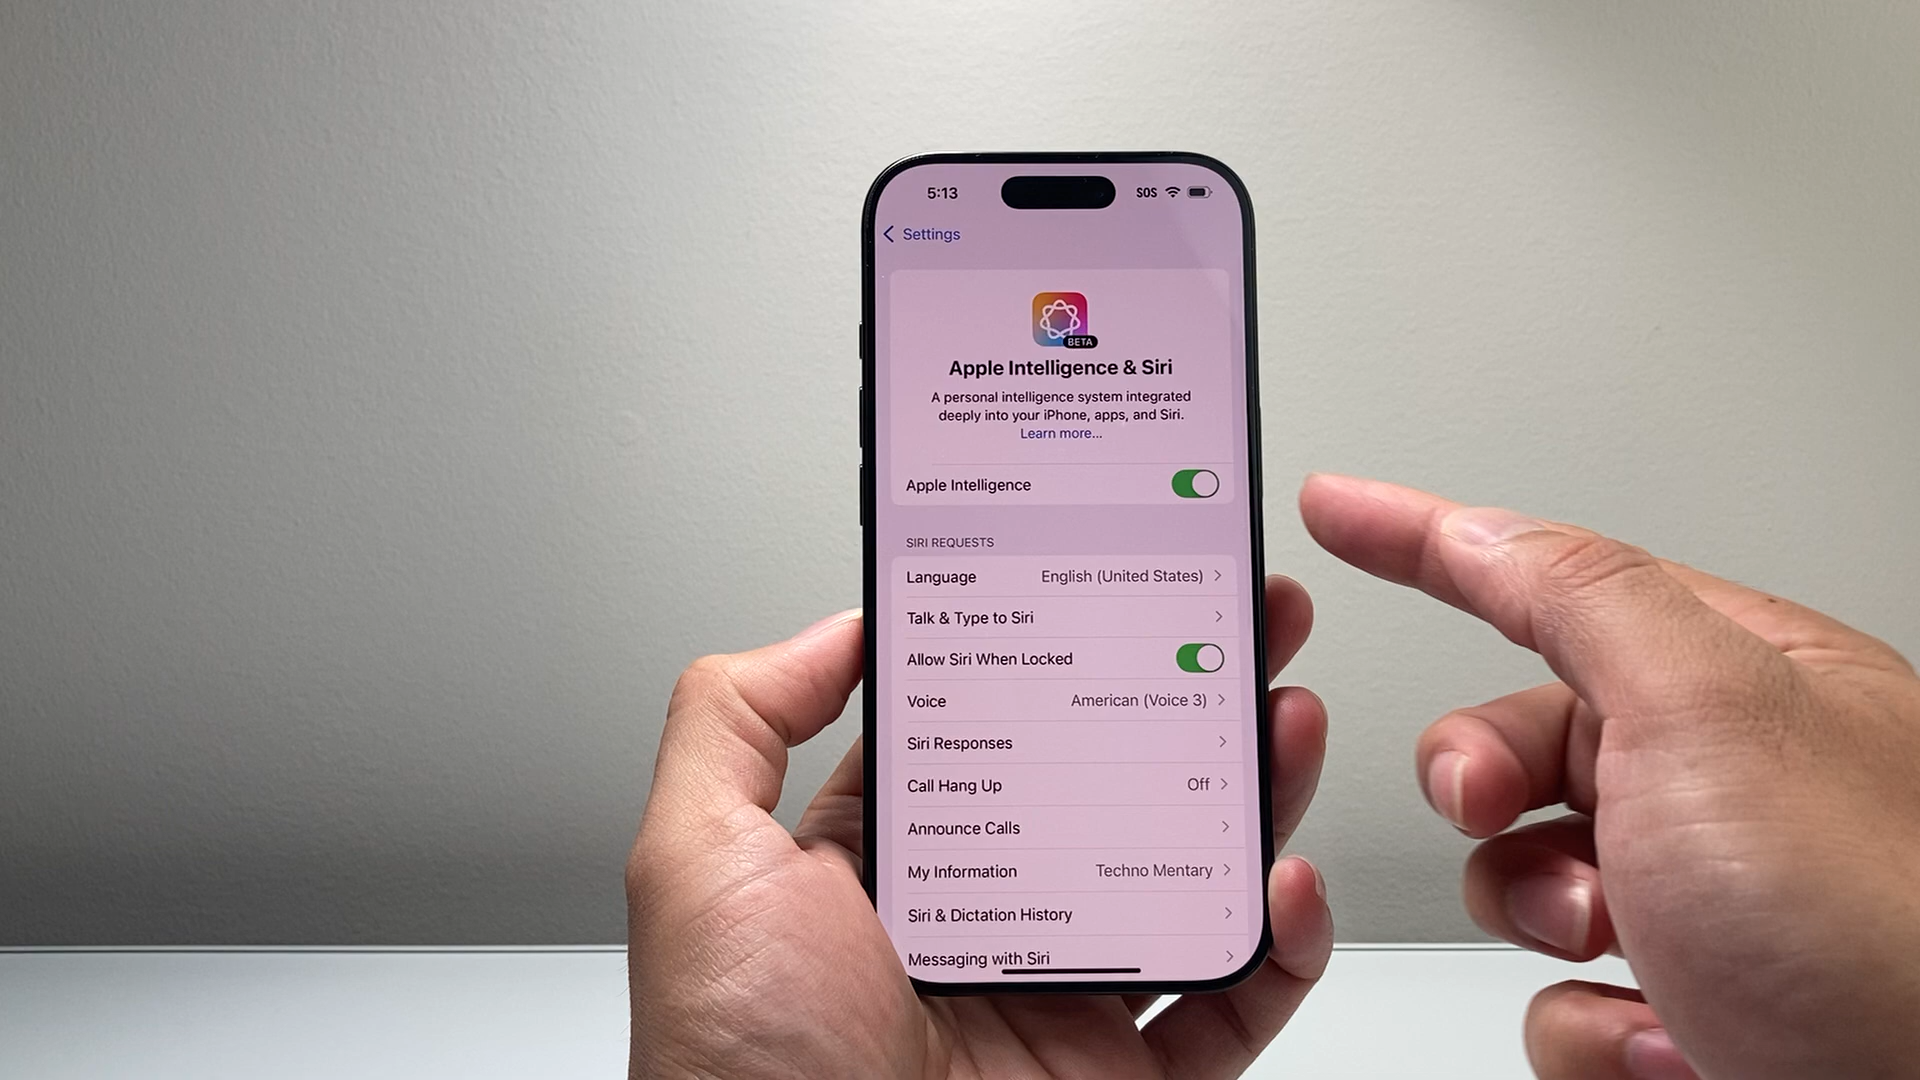 5:13 SOS
Settings
BETA
Apple Intelligence & Siri
A personal intelligence system integrated
deeply into your iPhone, apps, and Siri.
Learn more...
Apple Intelligence
SIRI REQUESTS
Language English (United States)
Talk & Type to Siri
Allow Siri When Locked
Voice American (Voice 3)
Siri Responses
Call Hang Up Off
Announce Calls
My Information Techno Mentary
Siri & Dictation History
Messaging with Siri